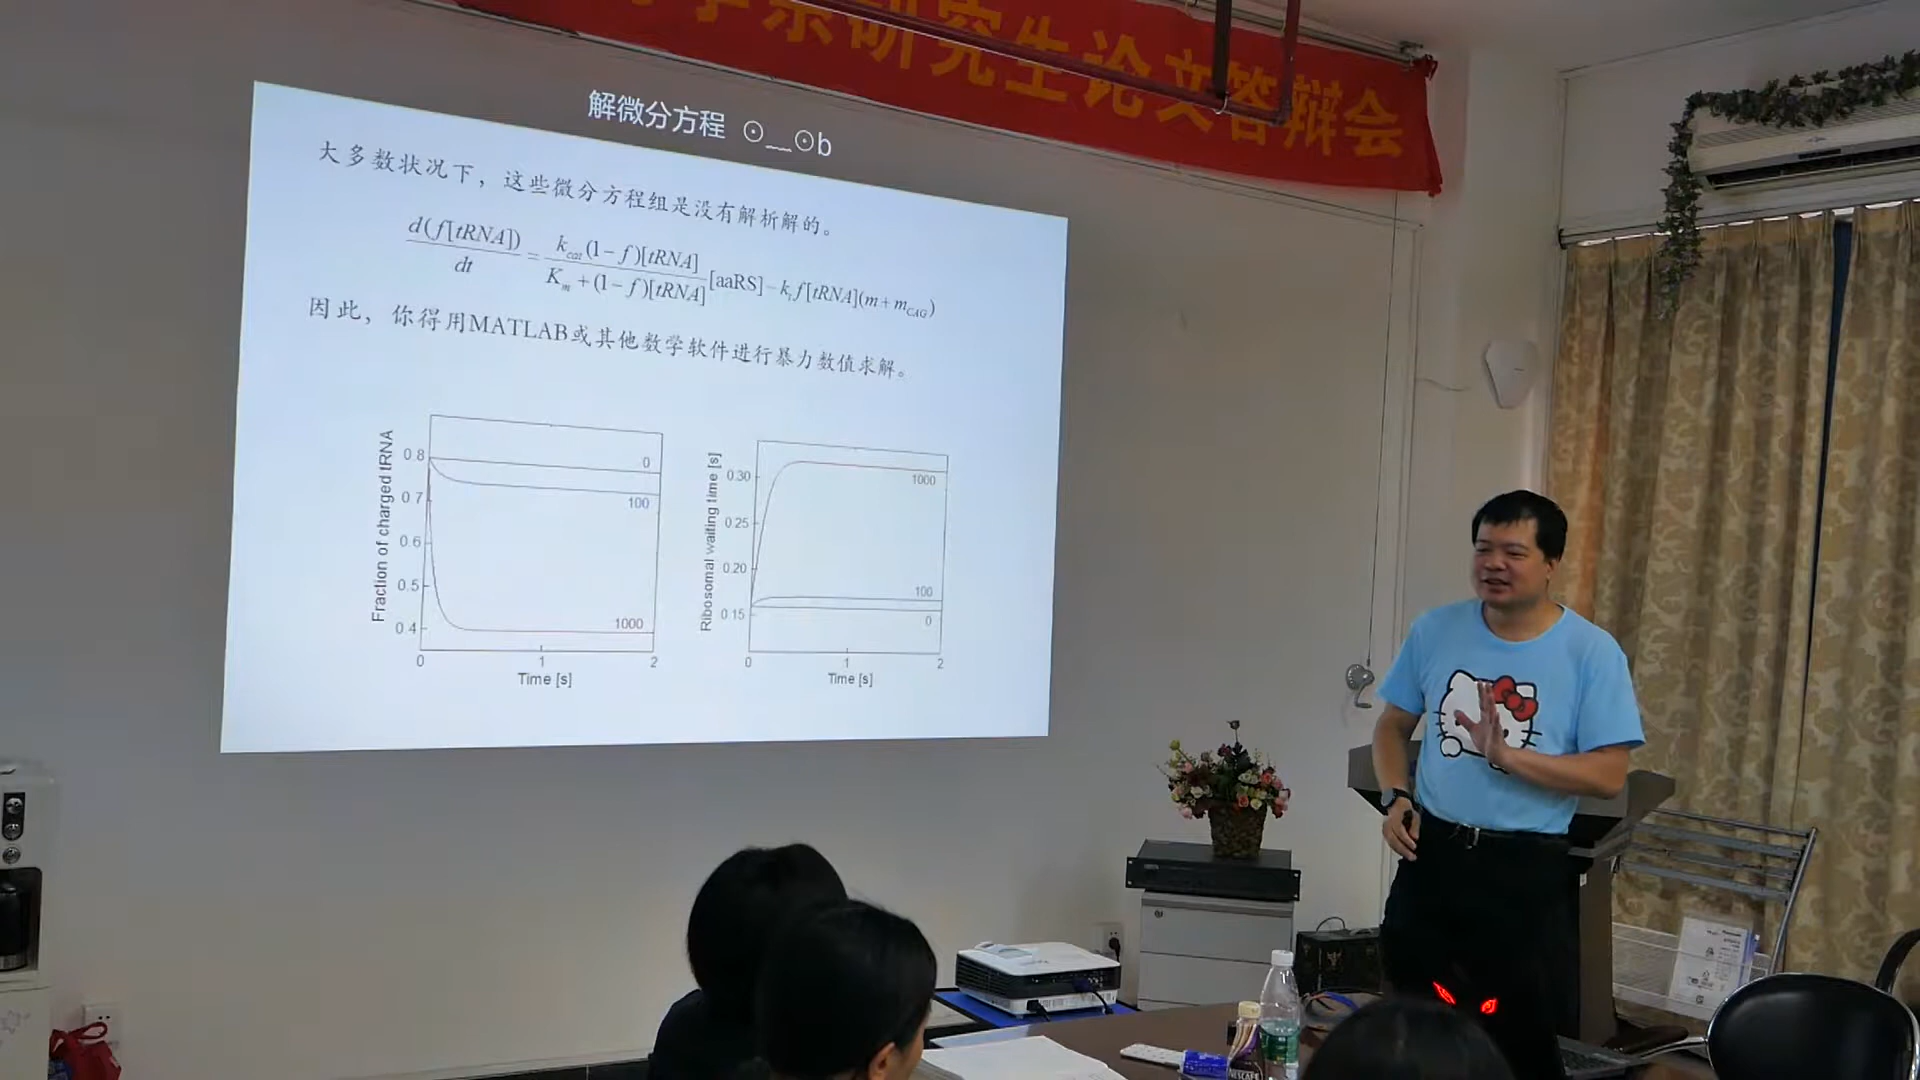 学系研究生论文答辩会
解微分方程 ⊙﹏⊙b
大多数状况下，这些微分方程组是没有解析解的。
d(f[tRNA])/dt = k_cat(1-f)[tRNA]/(K_m+(1-f)[tRNA]) [aaRS] - k_t f[tRNA](m+m_CAG)
因此，你得用MATLAB或其他数学软件进行暴力数值求解。
Fraction of charged tRNA
0.8
0.7
0.6
0.5
0.4
0
100
1000
0 1 2
Time [s]
Ribosomal waiting time [s]
0.30
0.25
0.20
0.15
1000
100
0
0 1 2
Time [s]
NESCAFE